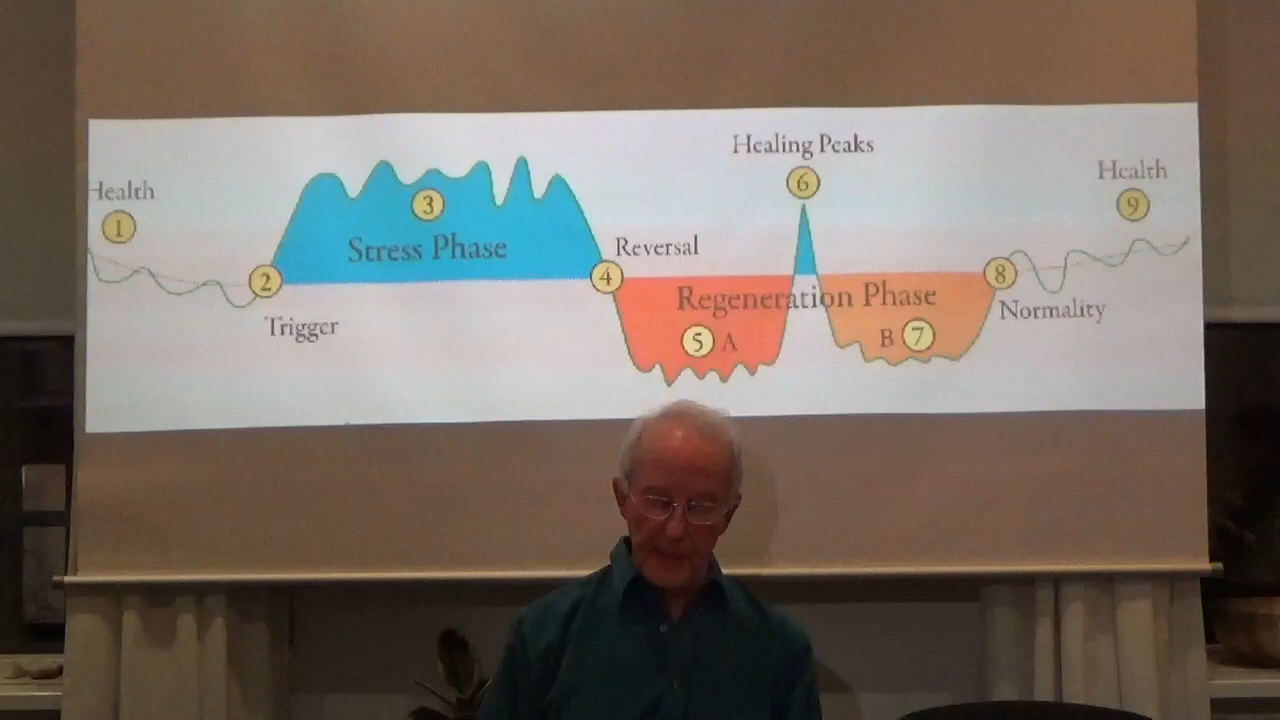 Health
1
2
Trigger
3
Stress Phase
4
Reversal
Regeneration Phase
5 A
Healing Peaks
6
B 7
8
Normality
Health
9